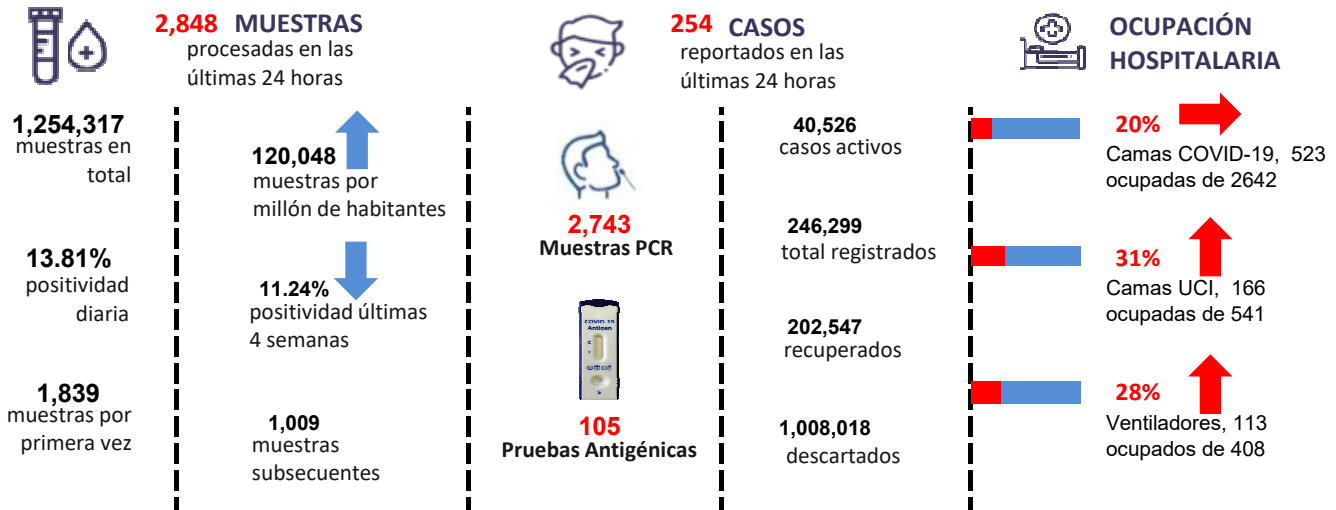 2,848 MUESTRAS
procesadas en las
últimas 24 horas
1,254,317
muestras en
total
13.81%
positividad
diaria
1,839
muestras por
primera vez
120,048
muestras por
millón de habitantes
11.24%
positividad últimas
4 semanas
1,009
muestras
subsecuentes
254 CASOS
reportados en las
últimas 24 horas
2,743
Muestras PCR
COVID-19
Antigen
105
Pruebas Antigénicas
40,526
casos activos
246,299
total registrados
202,547
recuperados
1,008,018
descartados
OCUPACIÓN
HOSPITALARIA
20%
Camas COVID-19, 523
ocupadas de 2642
31%
Camas UCI, 166
ocupadas de 541
28%
Ventiladores, 113
ocupados de 408